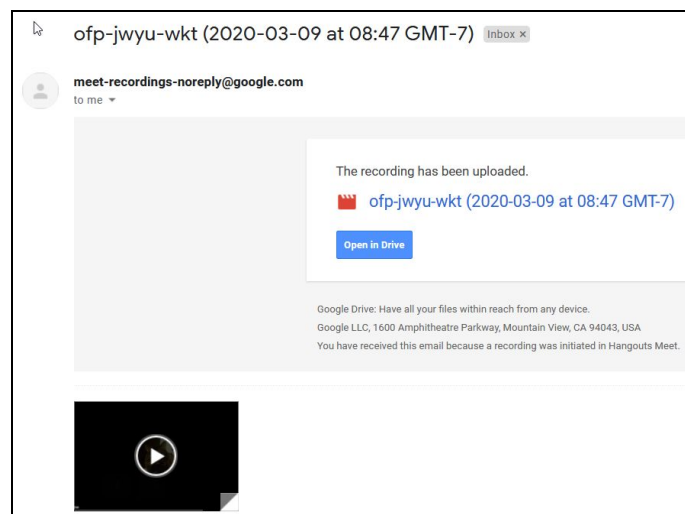 ofp-jwyu-wkt (2020-03-09 at 08:47 GMT-7) Inbox ×
meet-recordings-noreply@google.com
to me
The recording has been uploaded.
ofp-jwyu-wkt (2020-03-09 at 08:47 GMT-7)
Open in Drive
Google Drive: Have all your files within reach from any device.
Google LLC, 1600 Amphitheatre Parkway, Mountain View, CA 94043, USA
You have received this email because a recording was initiated in Hangouts Meet.